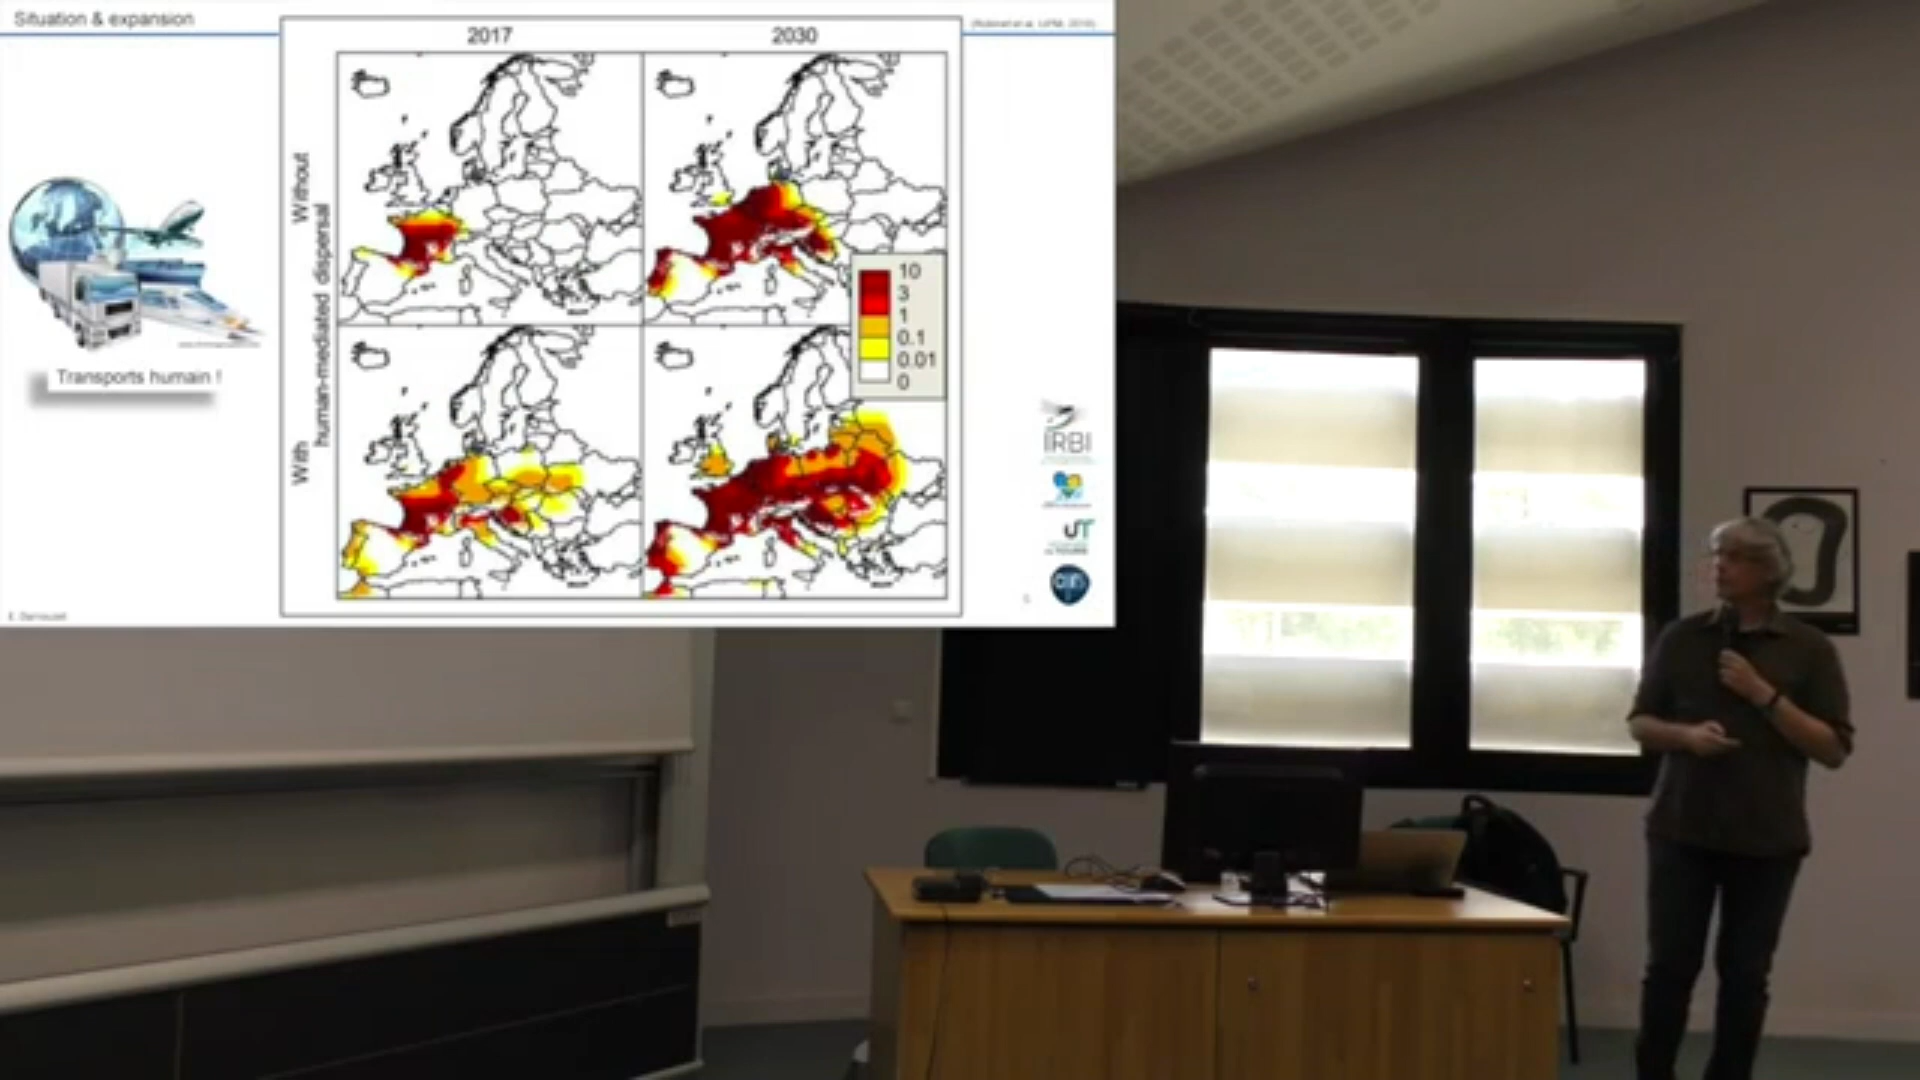 Situation & expansion
2017
2030
Without
With
human-mediated dispersal
10
3
1
0.1
0.01
0
Transports humain !
IRBI